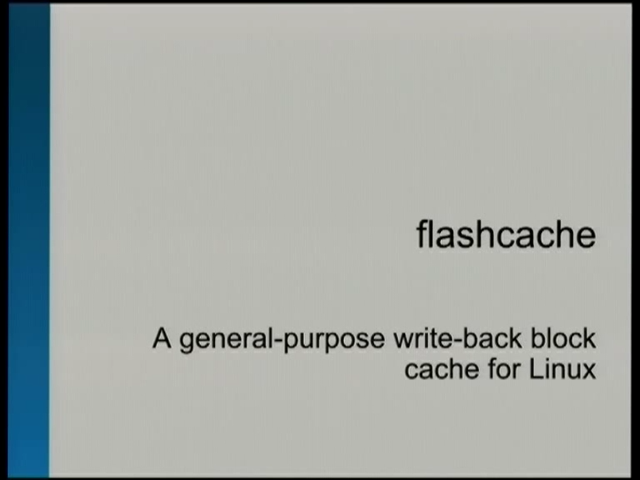 flashcache
A general-purpose write-back block
cache for Linux